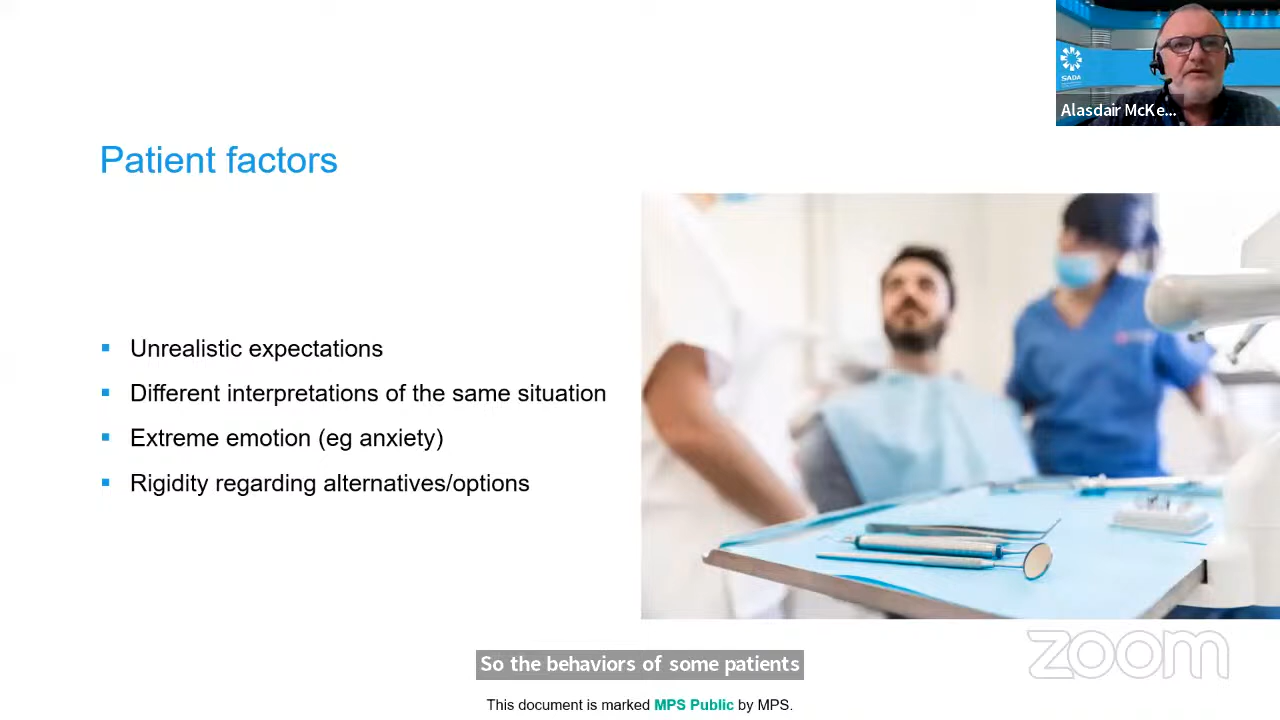 SADA
Alasdair McKe...
Patient factors
Unrealistic expectations
Different interpretations of the same situation
Extreme emotion (eg anxiety)
Rigidity regarding alternatives/options
So the behaviors of some patients
zoom
This document is marked MPS Public by MPS.